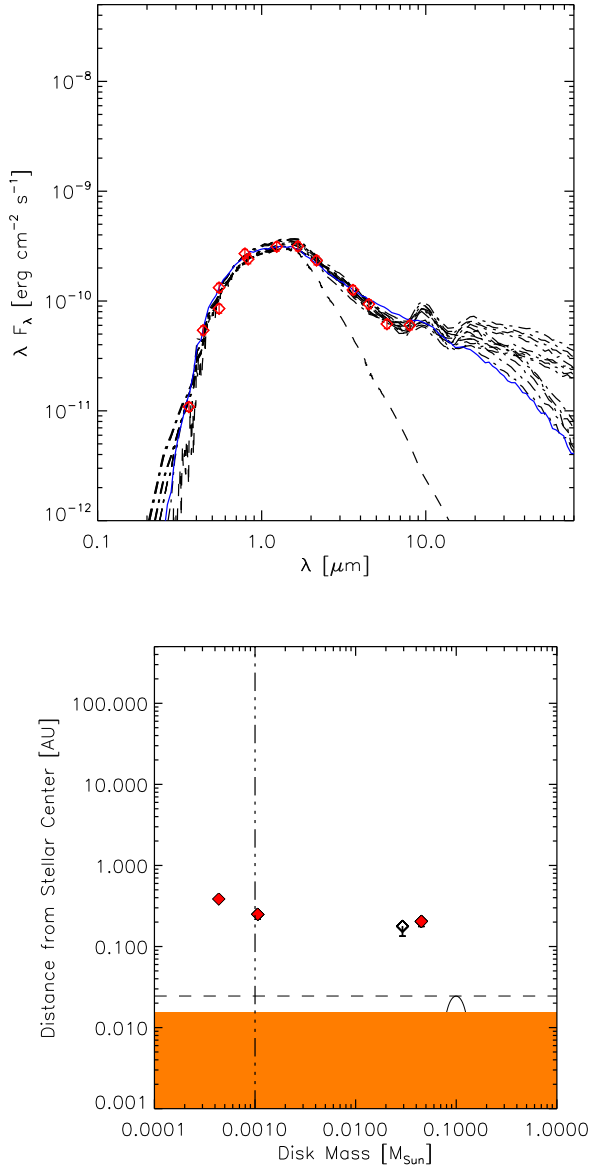 10⁻⁸
10⁻⁹
10⁻¹⁰
10⁻¹¹
10⁻¹²
λ F_λ [erg cm⁻² s⁻¹]
0.1 1.0 10.0
λ [μm]
100.000
10.000
1.000
0.100
0.010
0.001
Distance from Stellar Center [AU]
0.0001 0.0010 0.0100 0.1000 1.0000
Disk Mass [M_Sun]